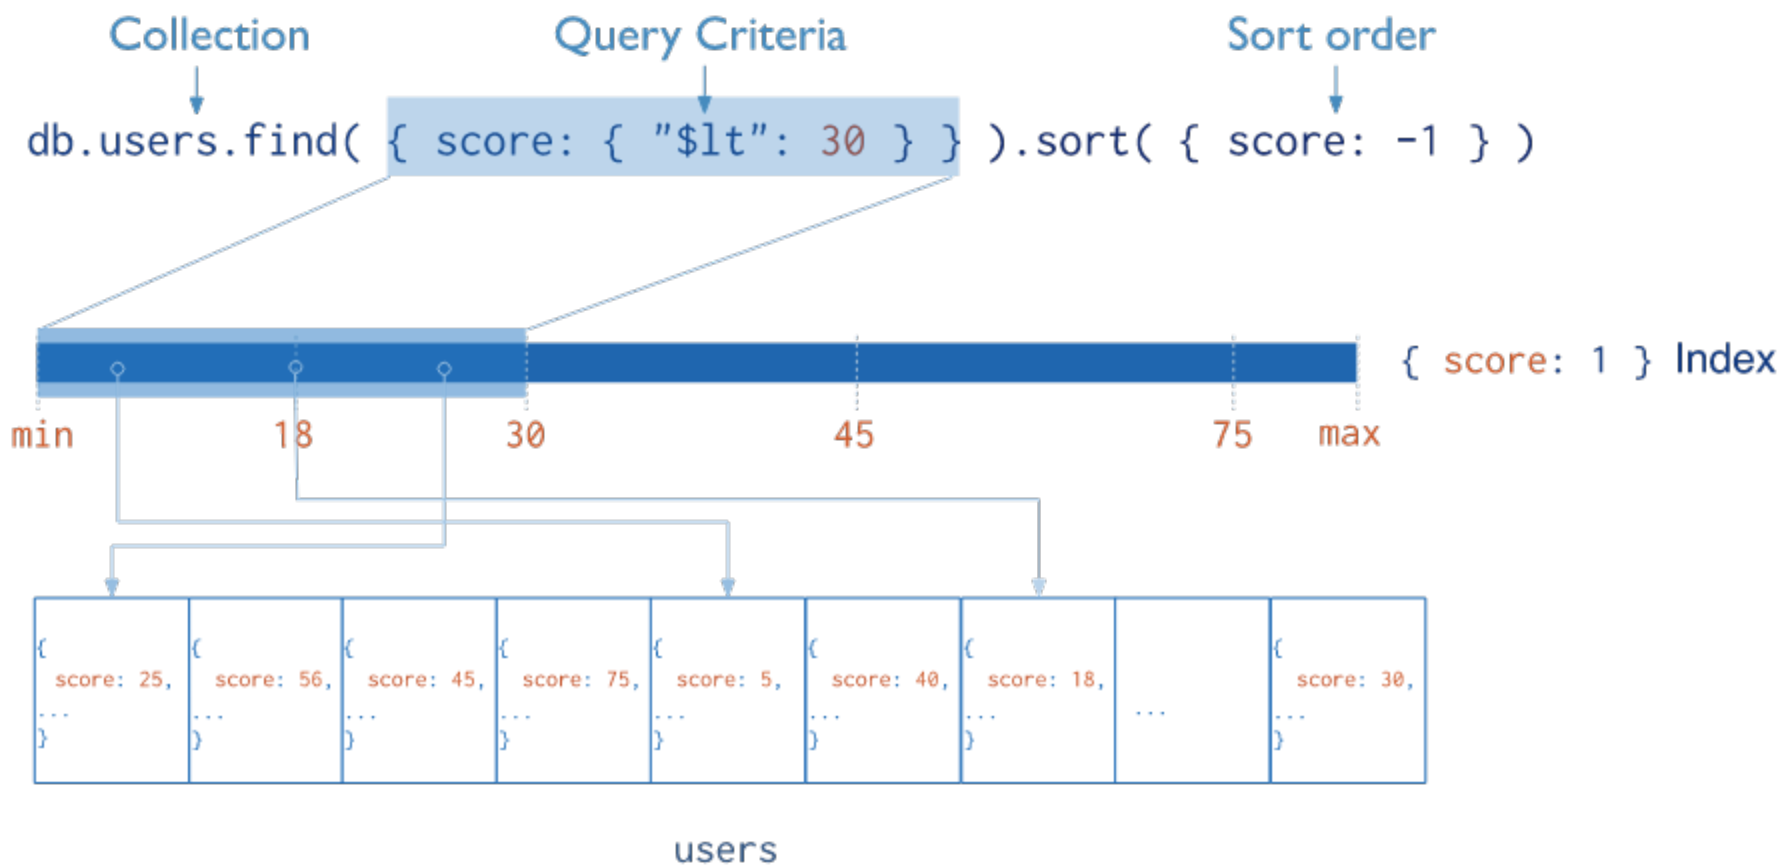 Collection Query Criteria Sort order
db.users.find( { score: { "$lt": 30 } } ).sort( { score: -1 } )
{ score: 1 } Index
min 18 30 45 75 max
{ { { { { { { {
score: 25, score: 56, score: 45, score: 75, score: 5, score: 40, score: 18, score: 30,
... ... ... ... ... ... ... ... ...
} } } } } } } }
users